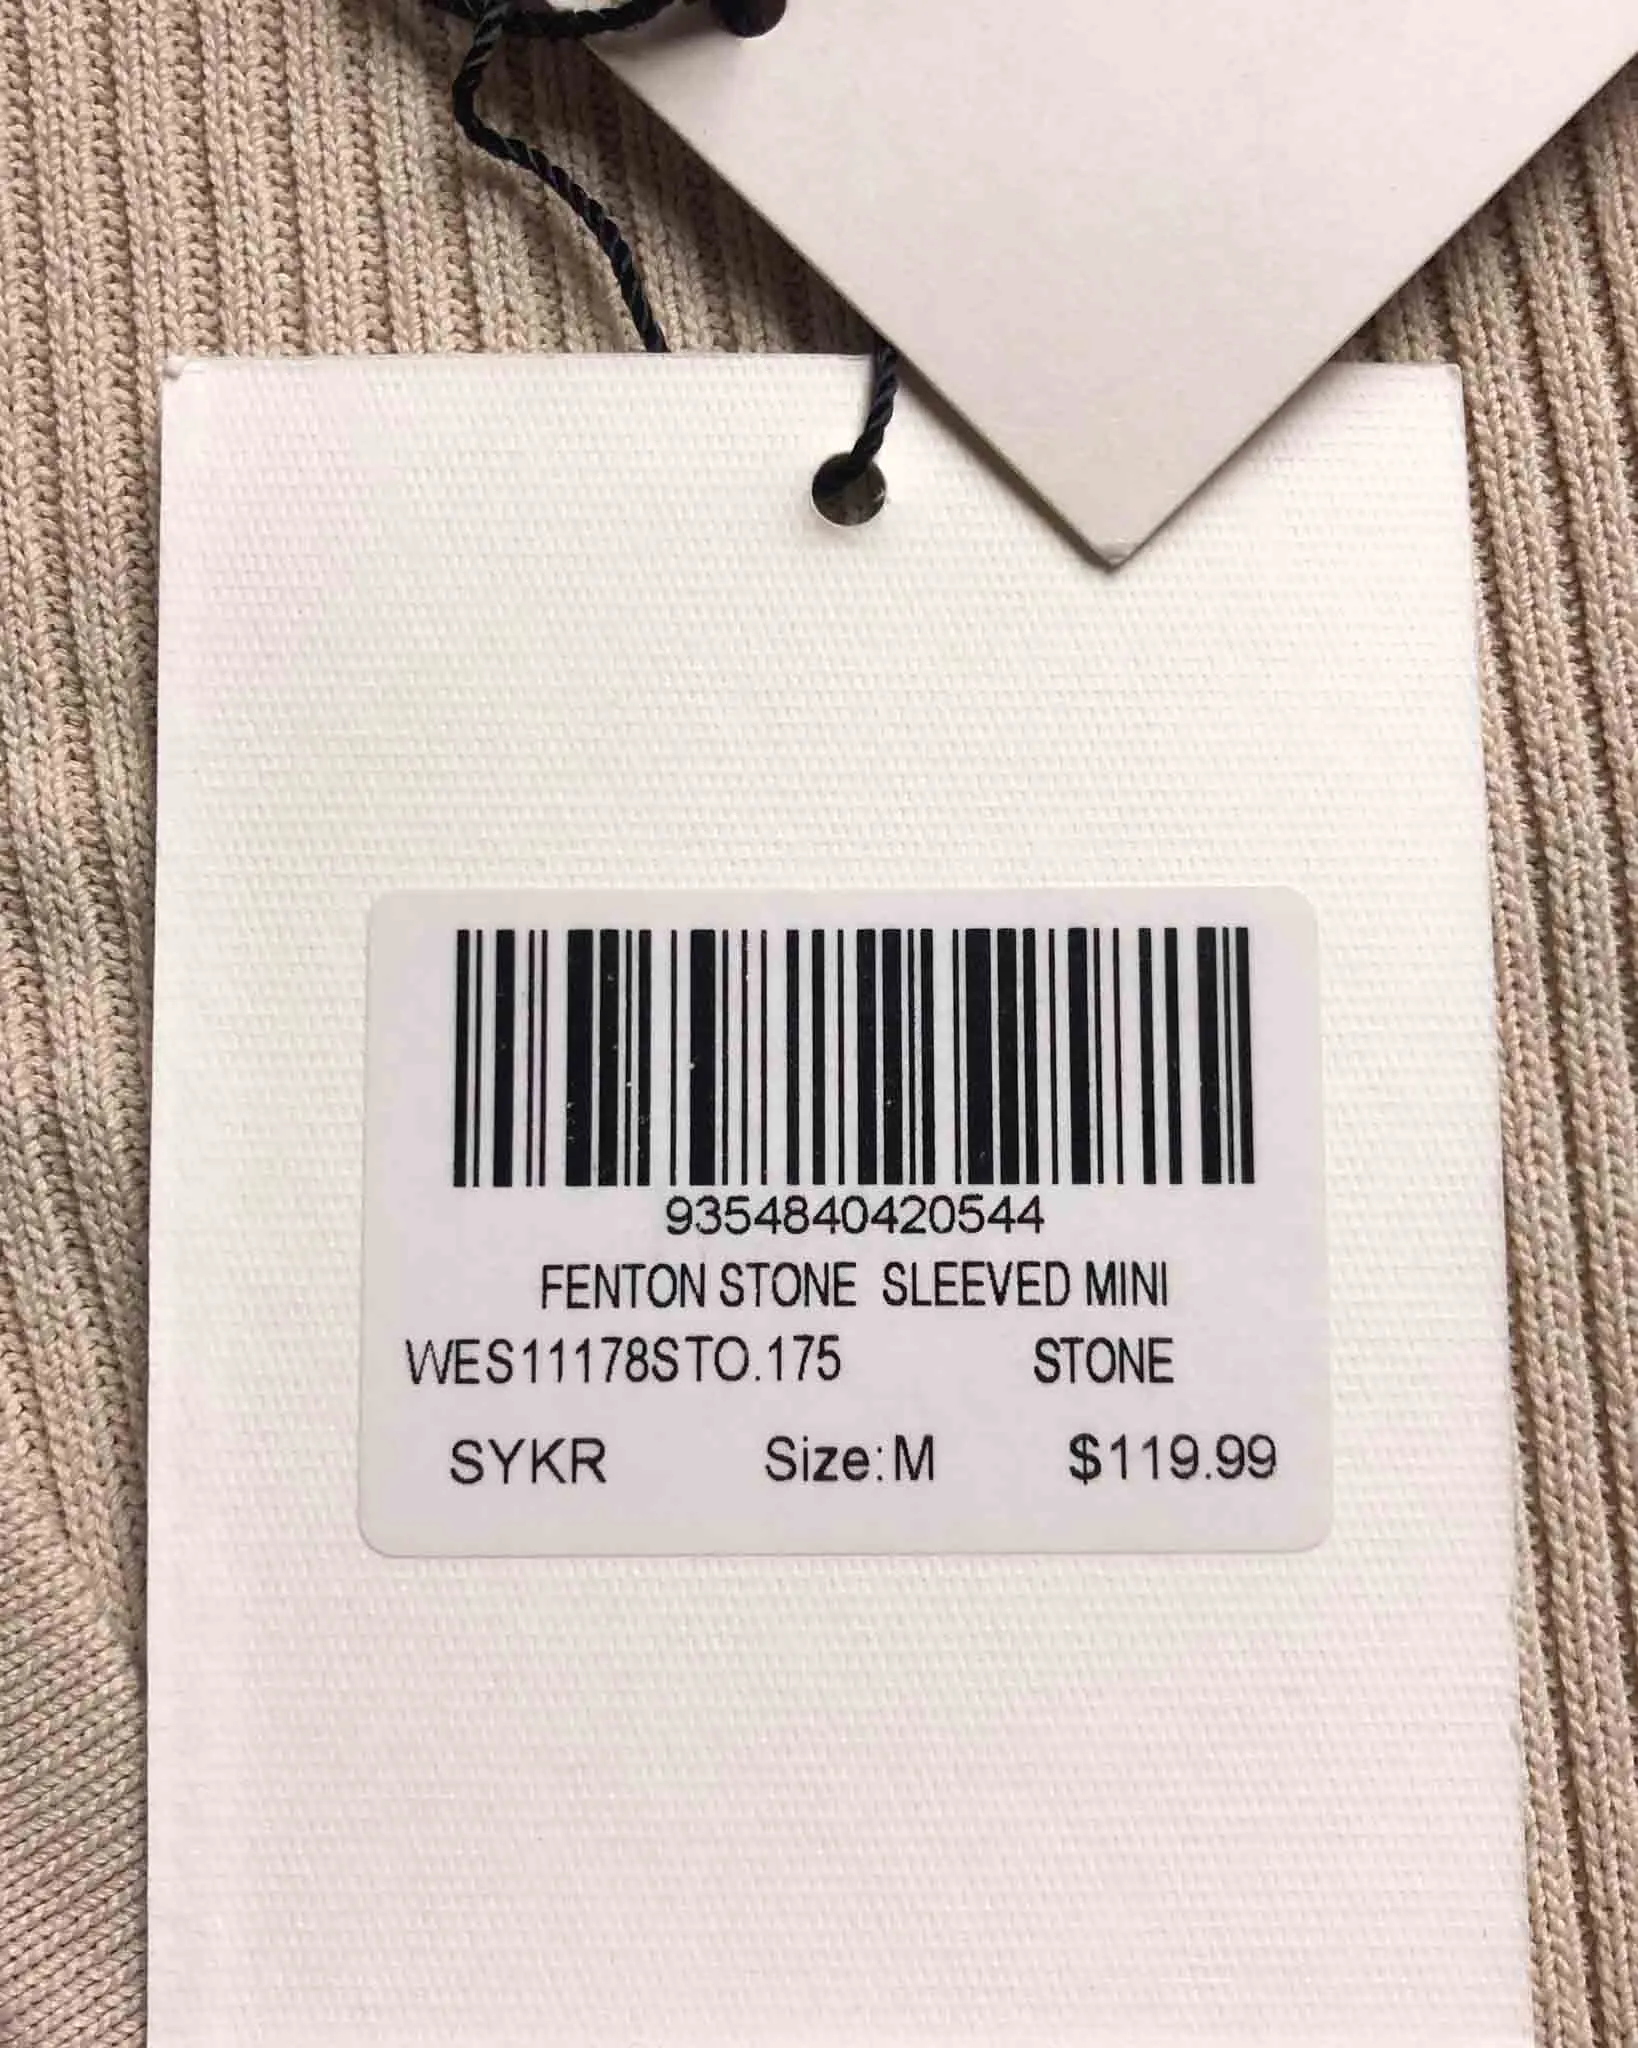 9354840420544
FENTON STONE SLEEVED MINI
WES11178STO.175 STONE
SYKR Size:M $119.99